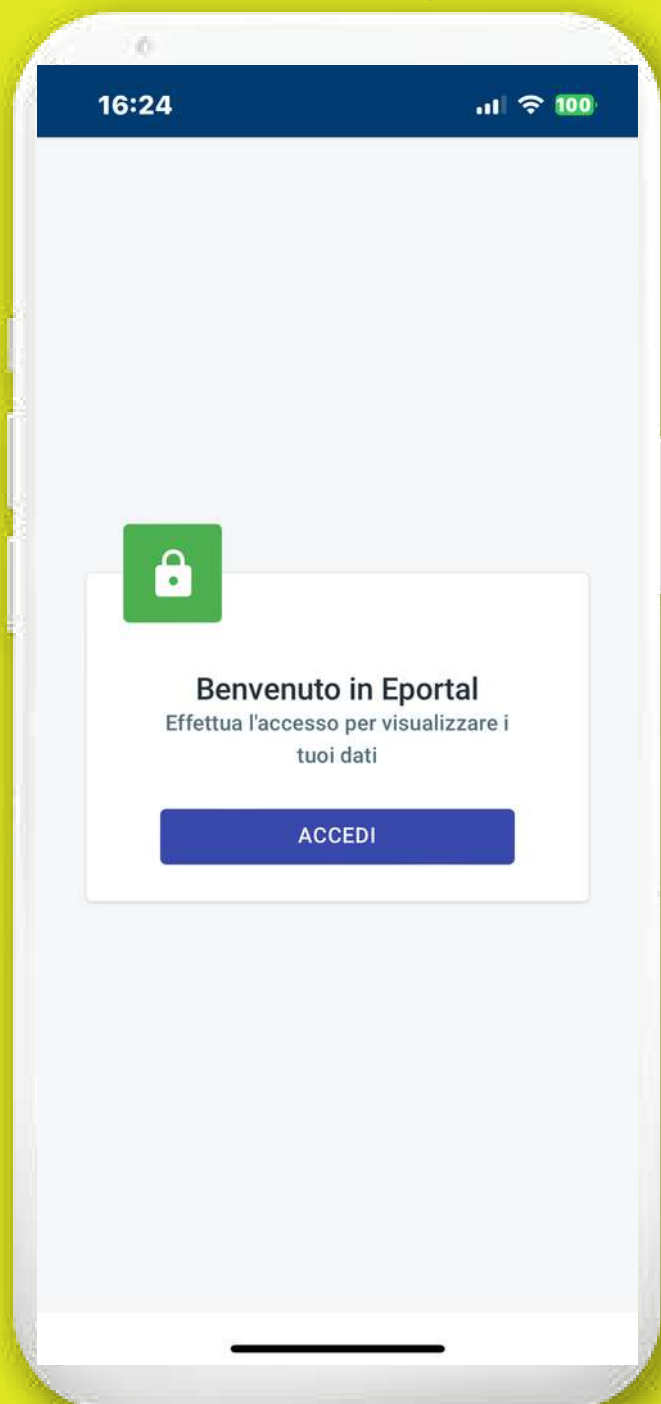 16:24
100
Benvenuto in Eportal
Effettua l'accesso per visualizzare i
tuoi dati
ACCEDI